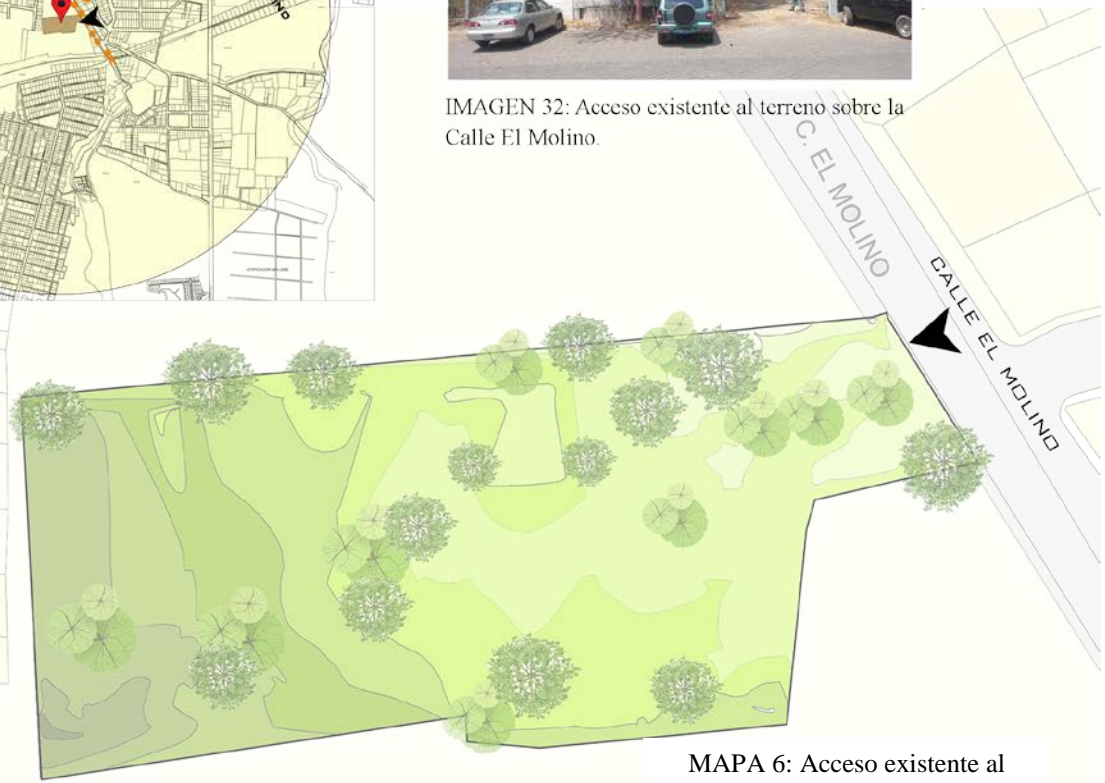 MOLINO
IMAGEN 32: Acceso existente al terreno sobre la
Calle El Molino.
C. EL MOLINO
CALLE EL MOLINO
MAPA 6: Acceso existente al